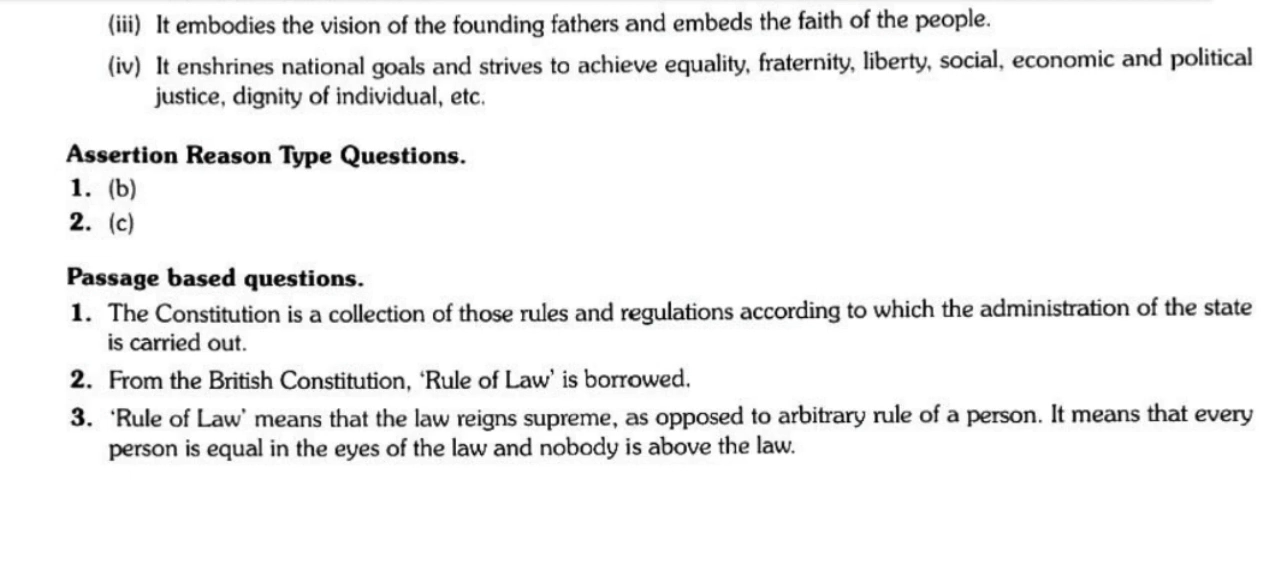 (iii) It embodies the vision of the founding fathers and embeds the faith of the people.
(iv) It enshrines national goals and strives to achieve equality, fraternity, liberty, social, economic and political
justice, dignity of individual, etc.
Assertion Reason Type Questions.
1. (b)
2. (c)
Passage based questions.
1. The Constitution is a collection of those rules and regulations according to which the administration of the state
is carried out.
2. From the British Constitution, ‘Rule of Law’ is borrowed.
3. ‘Rule of Law’ means that the law reigns supreme, as opposed to arbitrary rule of a person. It means that every
person is equal in the eyes of the law and nobody is above the law.